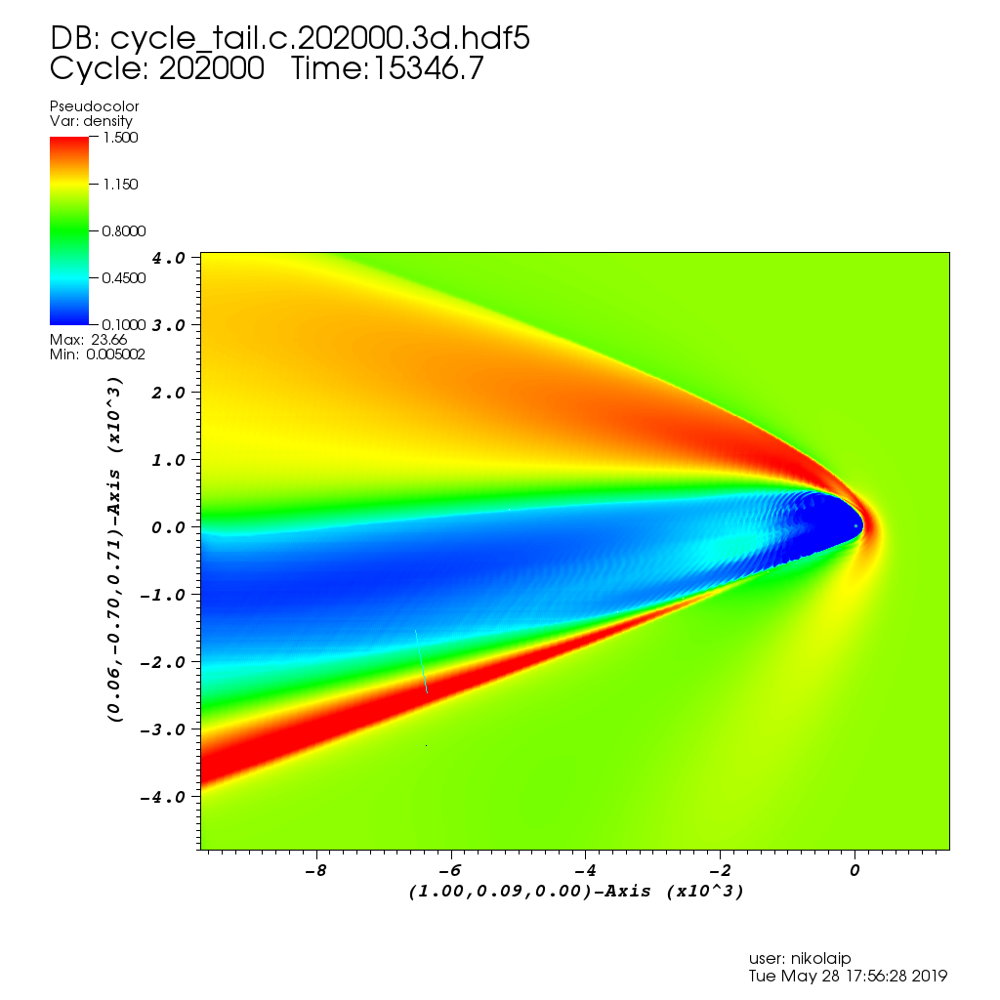 DB: cycle_tail.c.202000.3d.hdf5
Cycle: 202000 Time:15346.7
Pseudocolor
Var: density
1.500
1.150
0.8000
0.4500
0.1000
Max: 23.66
Min: 0.005002
(0.06,-0.70,0.71)-Axis (x10^3)
4.0
3.0
2.0
1.0
0.0
-1.0
-2.0
-3.0
-4.0
-8 -6 -4 -2 0
(1.00,0.09,0.00)-Axis (x10^3)
user: nikolaip
Tue May 28 17:56:28 2019